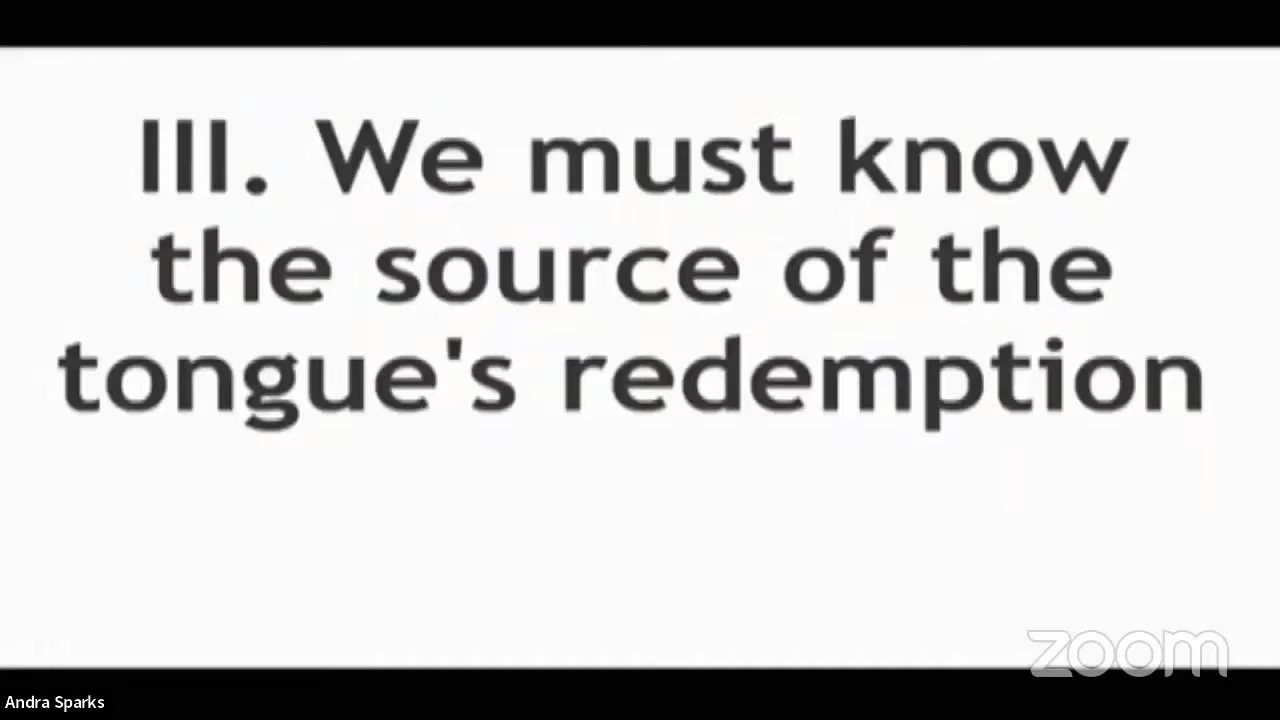 III. We must know
the source of the
tongue's redemption
zoom
Andra Sparks